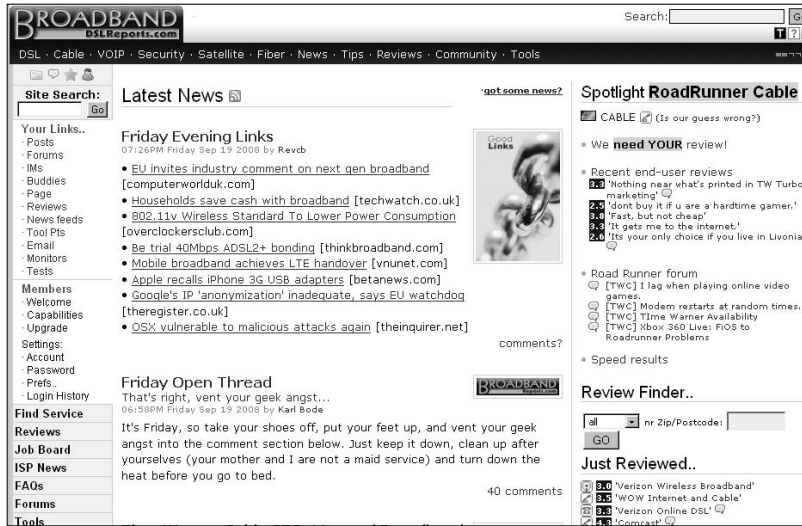 BROADBAND
DSLReports.com
Search:
T ?
DSL · Cable · VOIP · Security · Satellite · Fiber · News · Tips · Reviews · Community · Tools
Site Search:
Go
Your Links..
· Posts
· Forums
· IMs
· Buddies
· Page
· Reviews
· News feeds
· Tool Pts
· Email
· Monitors
· Tests
Members
· Welcome
· Capabilities
· Upgrade
Settings:
· Account
· Password
· Prefs..
· Login History
Find Service
Reviews
Job Board
ISP News
FAQs
Forums
Tools
Latest News
·got some news?
Friday Evening Links
07:26PM Friday Sep 19 2008 by Revcb
• EU invites industry comment on next gen broadband
[computerworlduk.com]
• Households save cash with broadband [techwatch.co.uk]
• 802.11v Wireless Standard To Lower Power Consumption
[overclockersclub.com]
• Be trial 40Mbps ADSL2+ bonding [thinkbroadband.com]
• Mobile broadband achieves LTE handover [vnunet.com]
• Apple recalls iPhone 3G USB adapters [betanews.com]
• Google's IP 'anonymization' inadequate, says EU watchdog
[theregister.co.uk]
• OSX vulnerable to malicious attacks again [theinquirer.net]
Good
Links
comments?
Friday Open Thread
That's right, vent your geek angst...
06:58PM Friday Sep 19 2008 by Karl Bode
BROADBAND
Reports
It's Friday, so take your shoes off, put your feet up, and vent your geek
angst into the comment section below. Just keep it down, clean up after
yourselves (your mother and I are not a maid service) and turn down the
heat before you go to bed.
40 comments
Spotlight RoadRunner Cable
CABLE (Is our guess wrong?)
• We need YOUR review!
• Recent end-user reviews
3.3 'Nothing near what's printed in TW Turbo
marketing'
2.5 'dont buy it if u are a hardtime gamer.'
3.8 'Fast, but not cheap'
3.3 'It gets me to the internet.'
2.6 'Its your only choice if you live in Livonia
• Road Runner forum
[TWC] I lag when playing online video
games.
[TWC] Modem restarts at random times.
[TWC] TIme Warner Availability
[TWC] Xbox 360 Live: FiOS to
Roadrunner Problems
• Speed results
Review Finder..
all nr Zip/Postcode:
GO
Just Reviewed..
3.0 'Verizon Wireless Broadband'
3.5 'WOW Internet and Cable'
3.3 'Verizon Online DSL'
4.3 'Comcast'